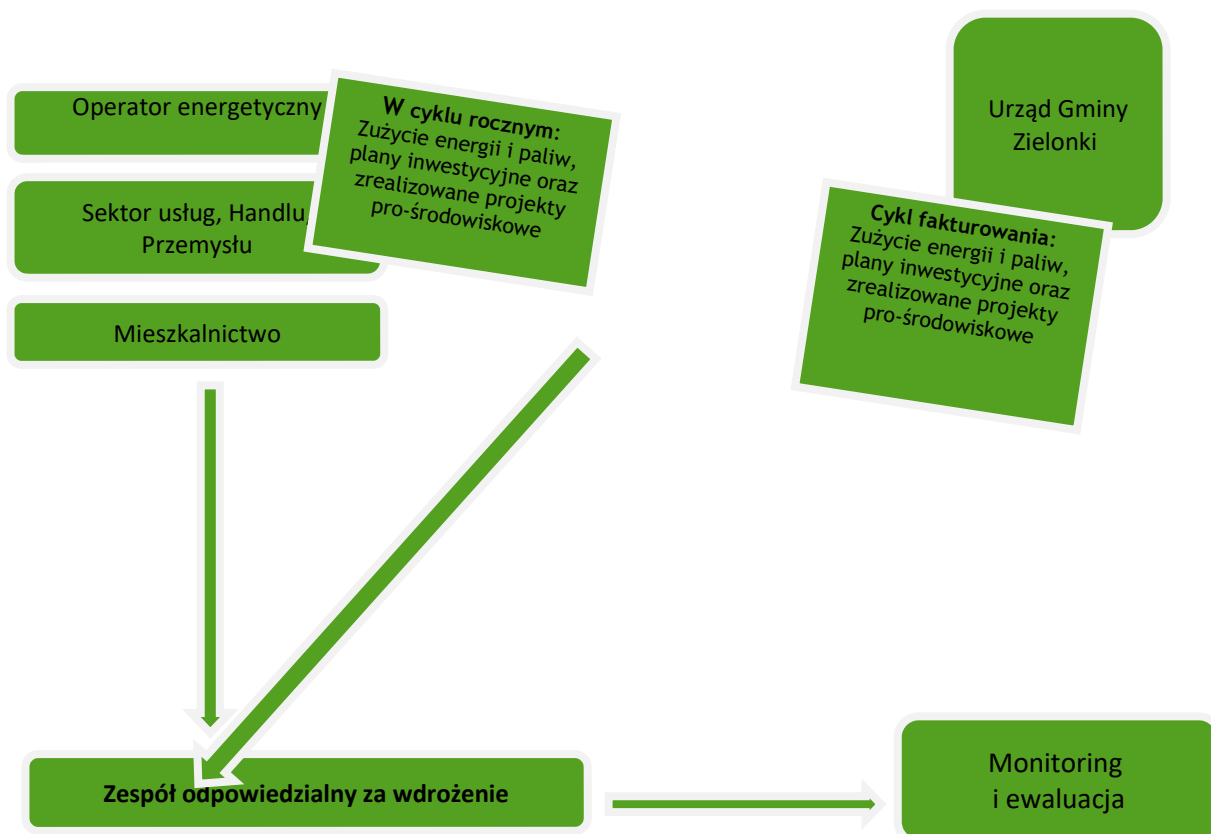 Operator energetyczny
Sektor usług, Handlu,
Przemysłu
Mieszkalnictwo
W cyklu rocznym:
Zużycie energii i paliw,
plany inwestycyjne oraz
zrealizowane projekty
pro-środowiskowe
Urząd Gminy
Zielonki
Cykl fakturowania:
Zużycie energii i paliw,
plany inwestycyjne oraz
zrealizowane projekty
pro-środowiskowe
Zespół odpowiedzialny za wdrożenie
Monitoring
i ewaluacja